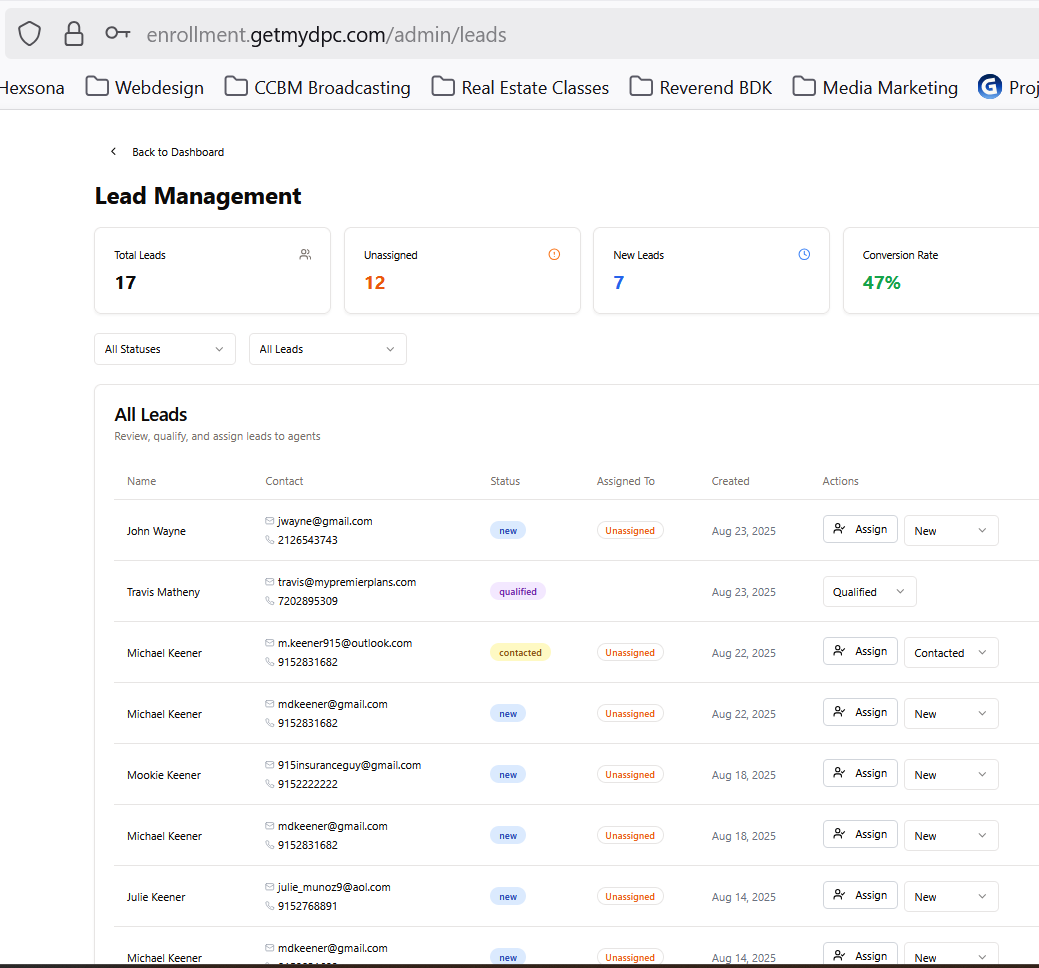 enrollment.getmydpc.com/admin/leads
Hexsona Webdesign CCBM Broadcasting Real Estate Classes Reverend BDK Media Marketing Proj
Back to Dashboard
Lead Management
Total Leads Unassigned New Leads Conversion Rate
17 12 7 47%
All Statuses All Leads
All Leads
Review, qualify, and assign leads to agents
Name Contact Status Assigned To Created Actions
jwayne@gmail.com
John Wayne new Unassigned Aug 23, 2025 Assign New
2126543743
travis@mypremierplans.com
Travis Matheny qualified Aug 23, 2025 Qualified
7202895309
m.keener915@outlook.com
Michael Keener contacted Unassigned Aug 22, 2025 Assign Contacted
9152831682
mdkeener@gmail.com
Michael Keener new Unassigned Aug 22, 2025 Assign New
9152831682
915insuranceguy@gmail.com
Mookie Keener new Unassigned Aug 18, 2025 Assign New
9152222222
mdkeener@gmail.com
Michael Keener new Unassigned Aug 18, 2025 Assign New
9152831682
julie_munoz9@aol.com
Julie Keener new Unassigned Aug 14, 2025 Assign New
9152768891
mdkeener@gmail.com
Michael Keener new Unassigned Aug 14, 2025 Assign New